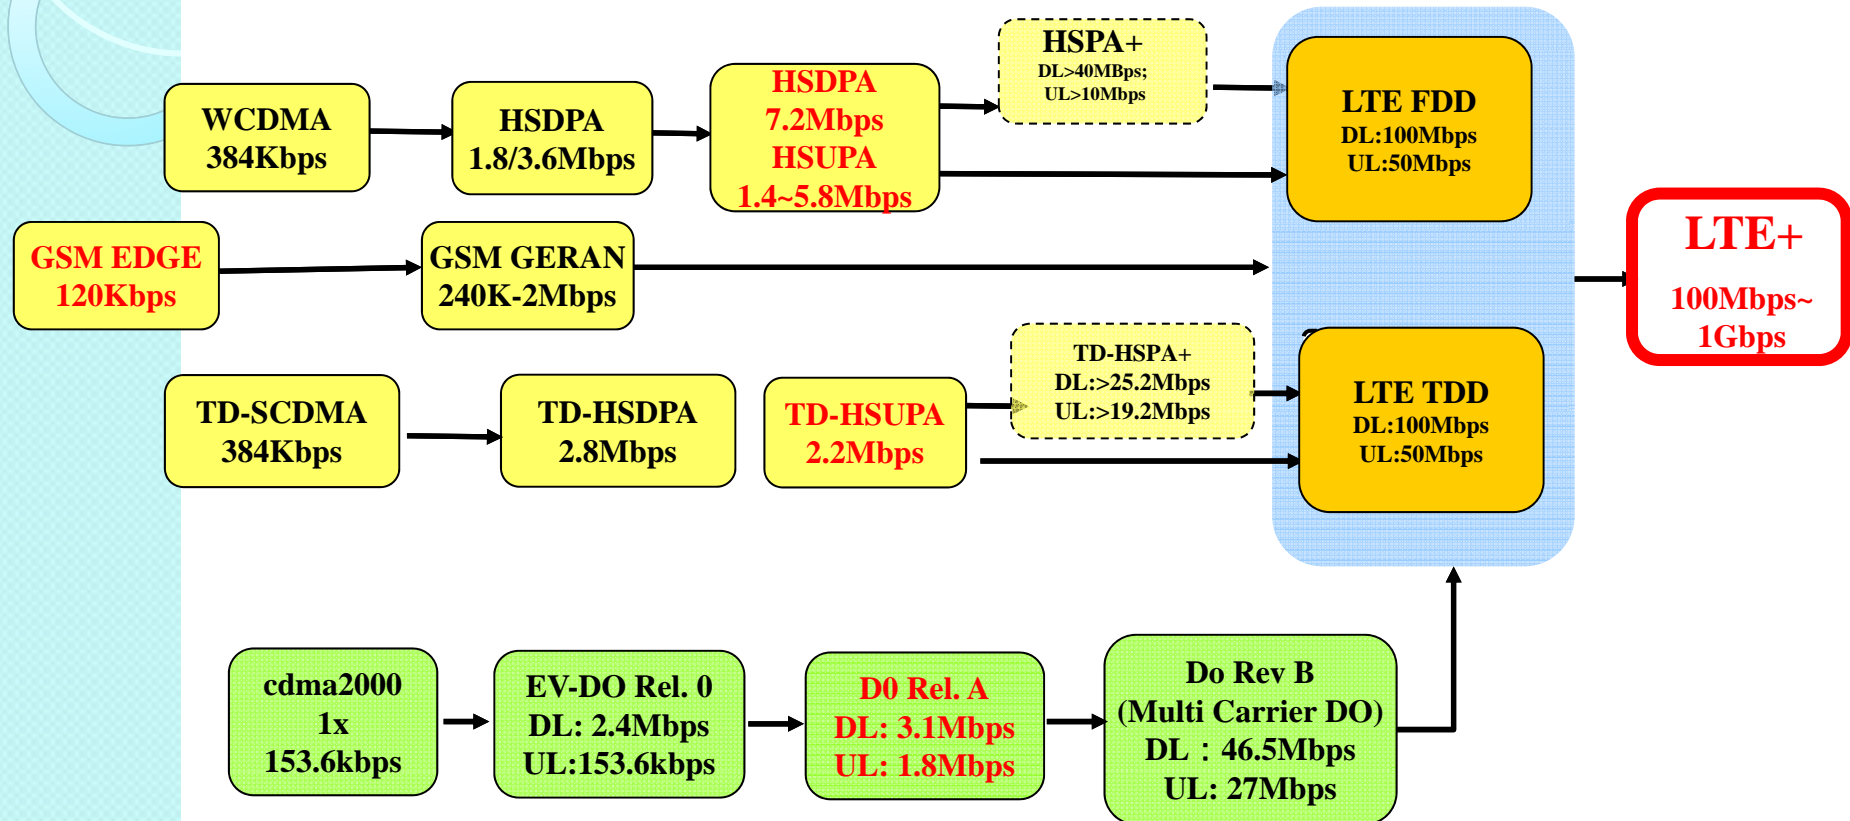 HSPA+
DL>40MBps;
UL>10Mbps
WCDMA
384Kbps
HSDPA
1.8/3.6Mbps
HSDPA
7.2Mbps
HSUPA
1.4~5.8Mbps
LTE FDD
DL:100Mbps
UL:50Mbps
GSM EDGE
120Kbps
GSM GERAN
240K-2Mbps
LTE+
100Mbps~
1Gbps
TD-SCDMA
384Kbps
TD-HSDPA
2.8Mbps
TD-HSUPA
2.2Mbps
TD-HSPA+
DL:>25.2Mbps
UL:>19.2Mbps
LTE TDD
DL:100Mbps
UL:50Mbps
cdma2000
1x
153.6kbps
EV-DO Rel. 0
DL: 2.4Mbps
UL:153.6kbps
D0 Rel. A
DL: 3.1Mbps
UL: 1.8Mbps
Do Rev B
(Multi Carrier DO)
DL：46.5Mbps
UL: 27Mbps